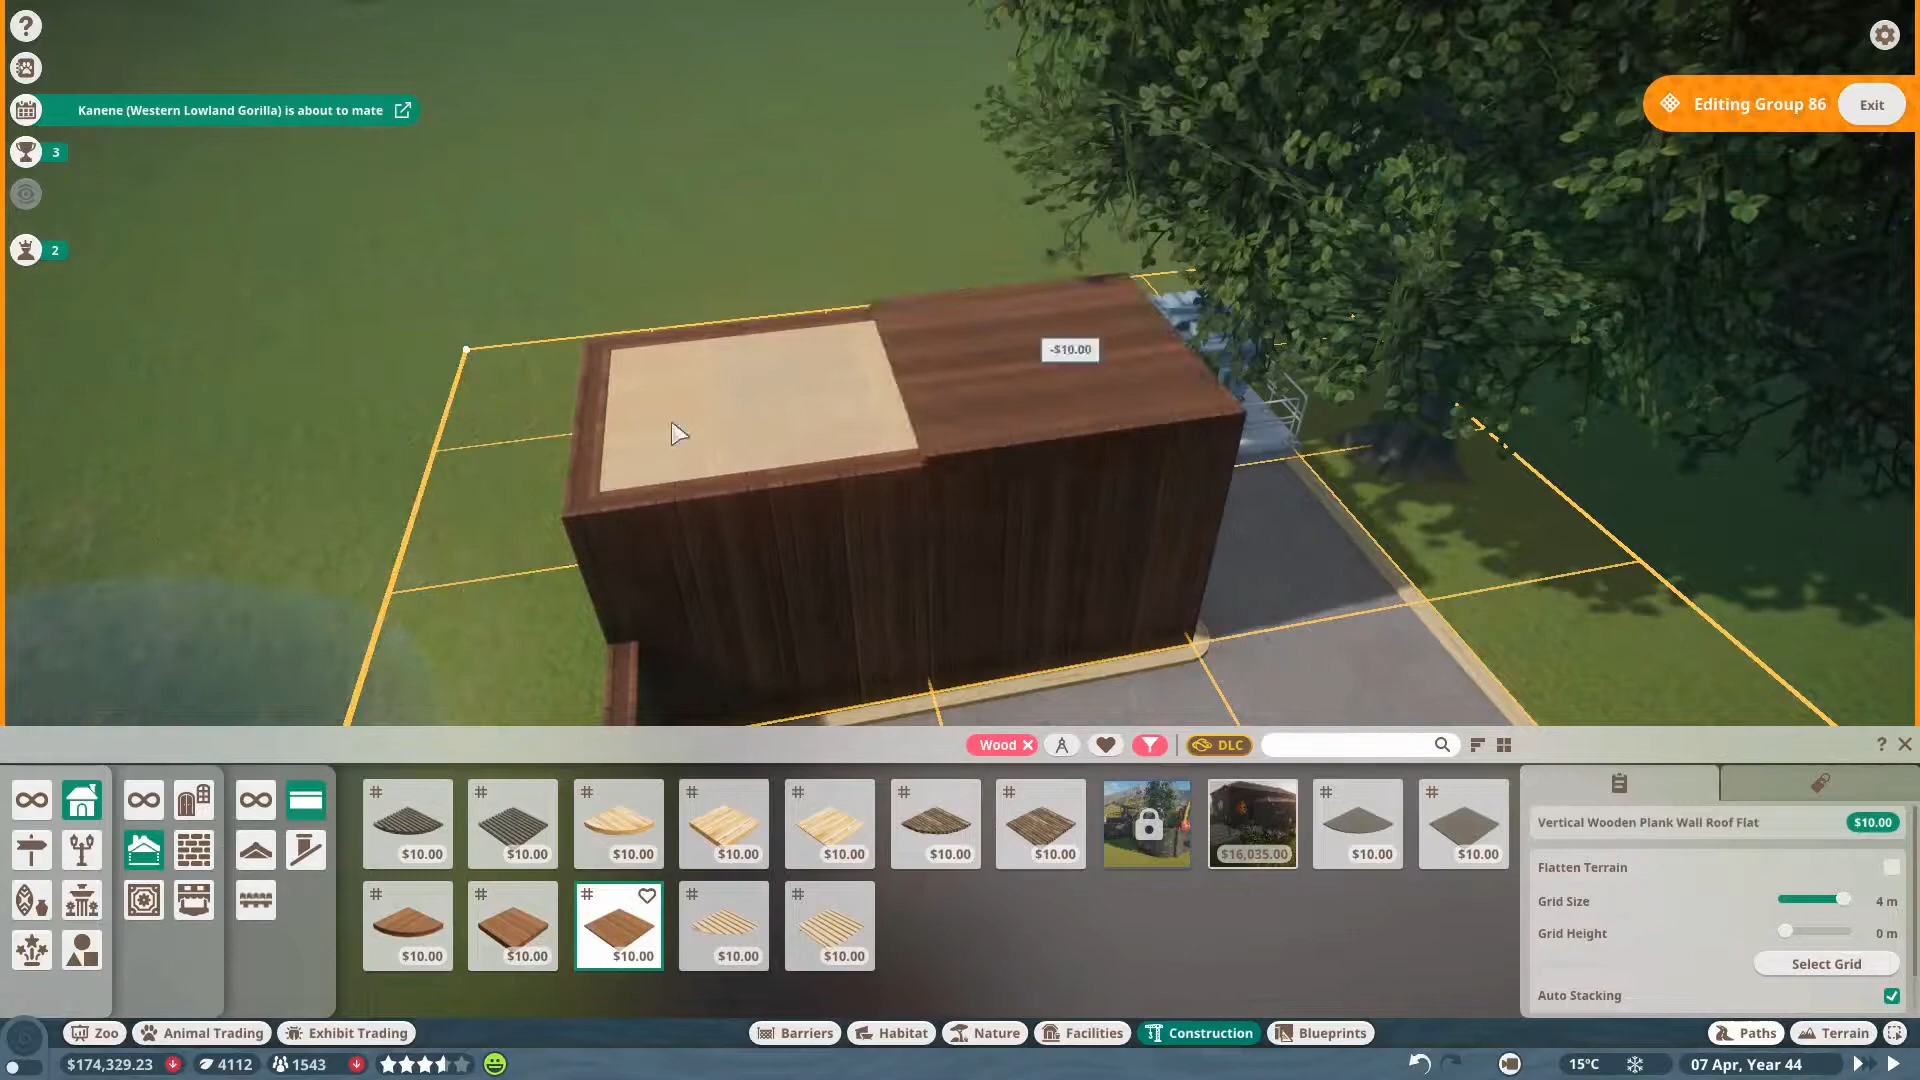 ?
Editing Group 86
Exit
Kanene (Western Lowland Gorilla) is about to mate
3
2
-$10.00
Wood ×
DLC
?
$10.00 $10.00 $10.00 $10.00 $10.00 $10.00 $10.00 $16,035.00 $10.00 $10.00
$10.00 $10.00 $10.00 $10.00 $10.00
Vertical Wooden Plank Wall Roof Flat $10.00
Flatten Terrain
Grid Size 4 m
Grid Height 0 m
Select Grid
Auto Stacking
Zoo Animal Trading Exhibit Trading Barriers Habitat Nature Facilities Construction Blueprints Paths Terrain
$174,329.23 4112 1543 15°C 07 Apr, Year 44